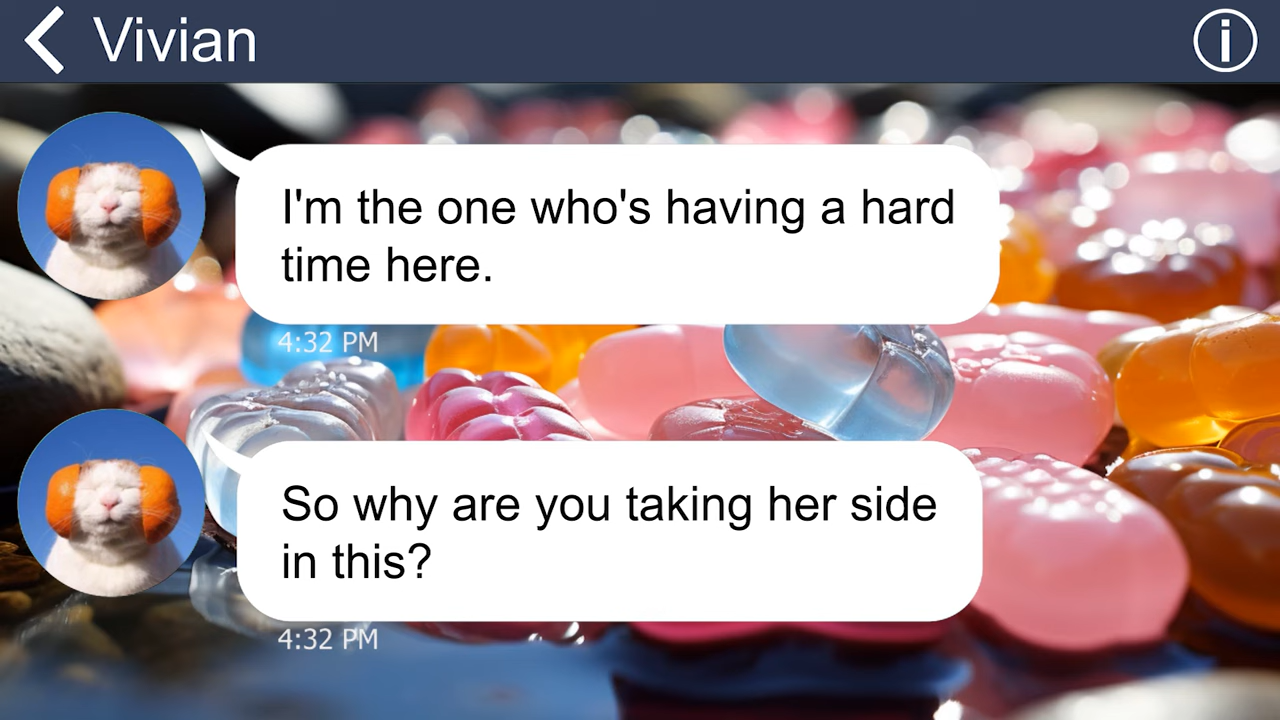 Vivian
I'm the one who's having a hard
time here.
4:32 PM
So why are you taking her side
in this?
4:32 PM